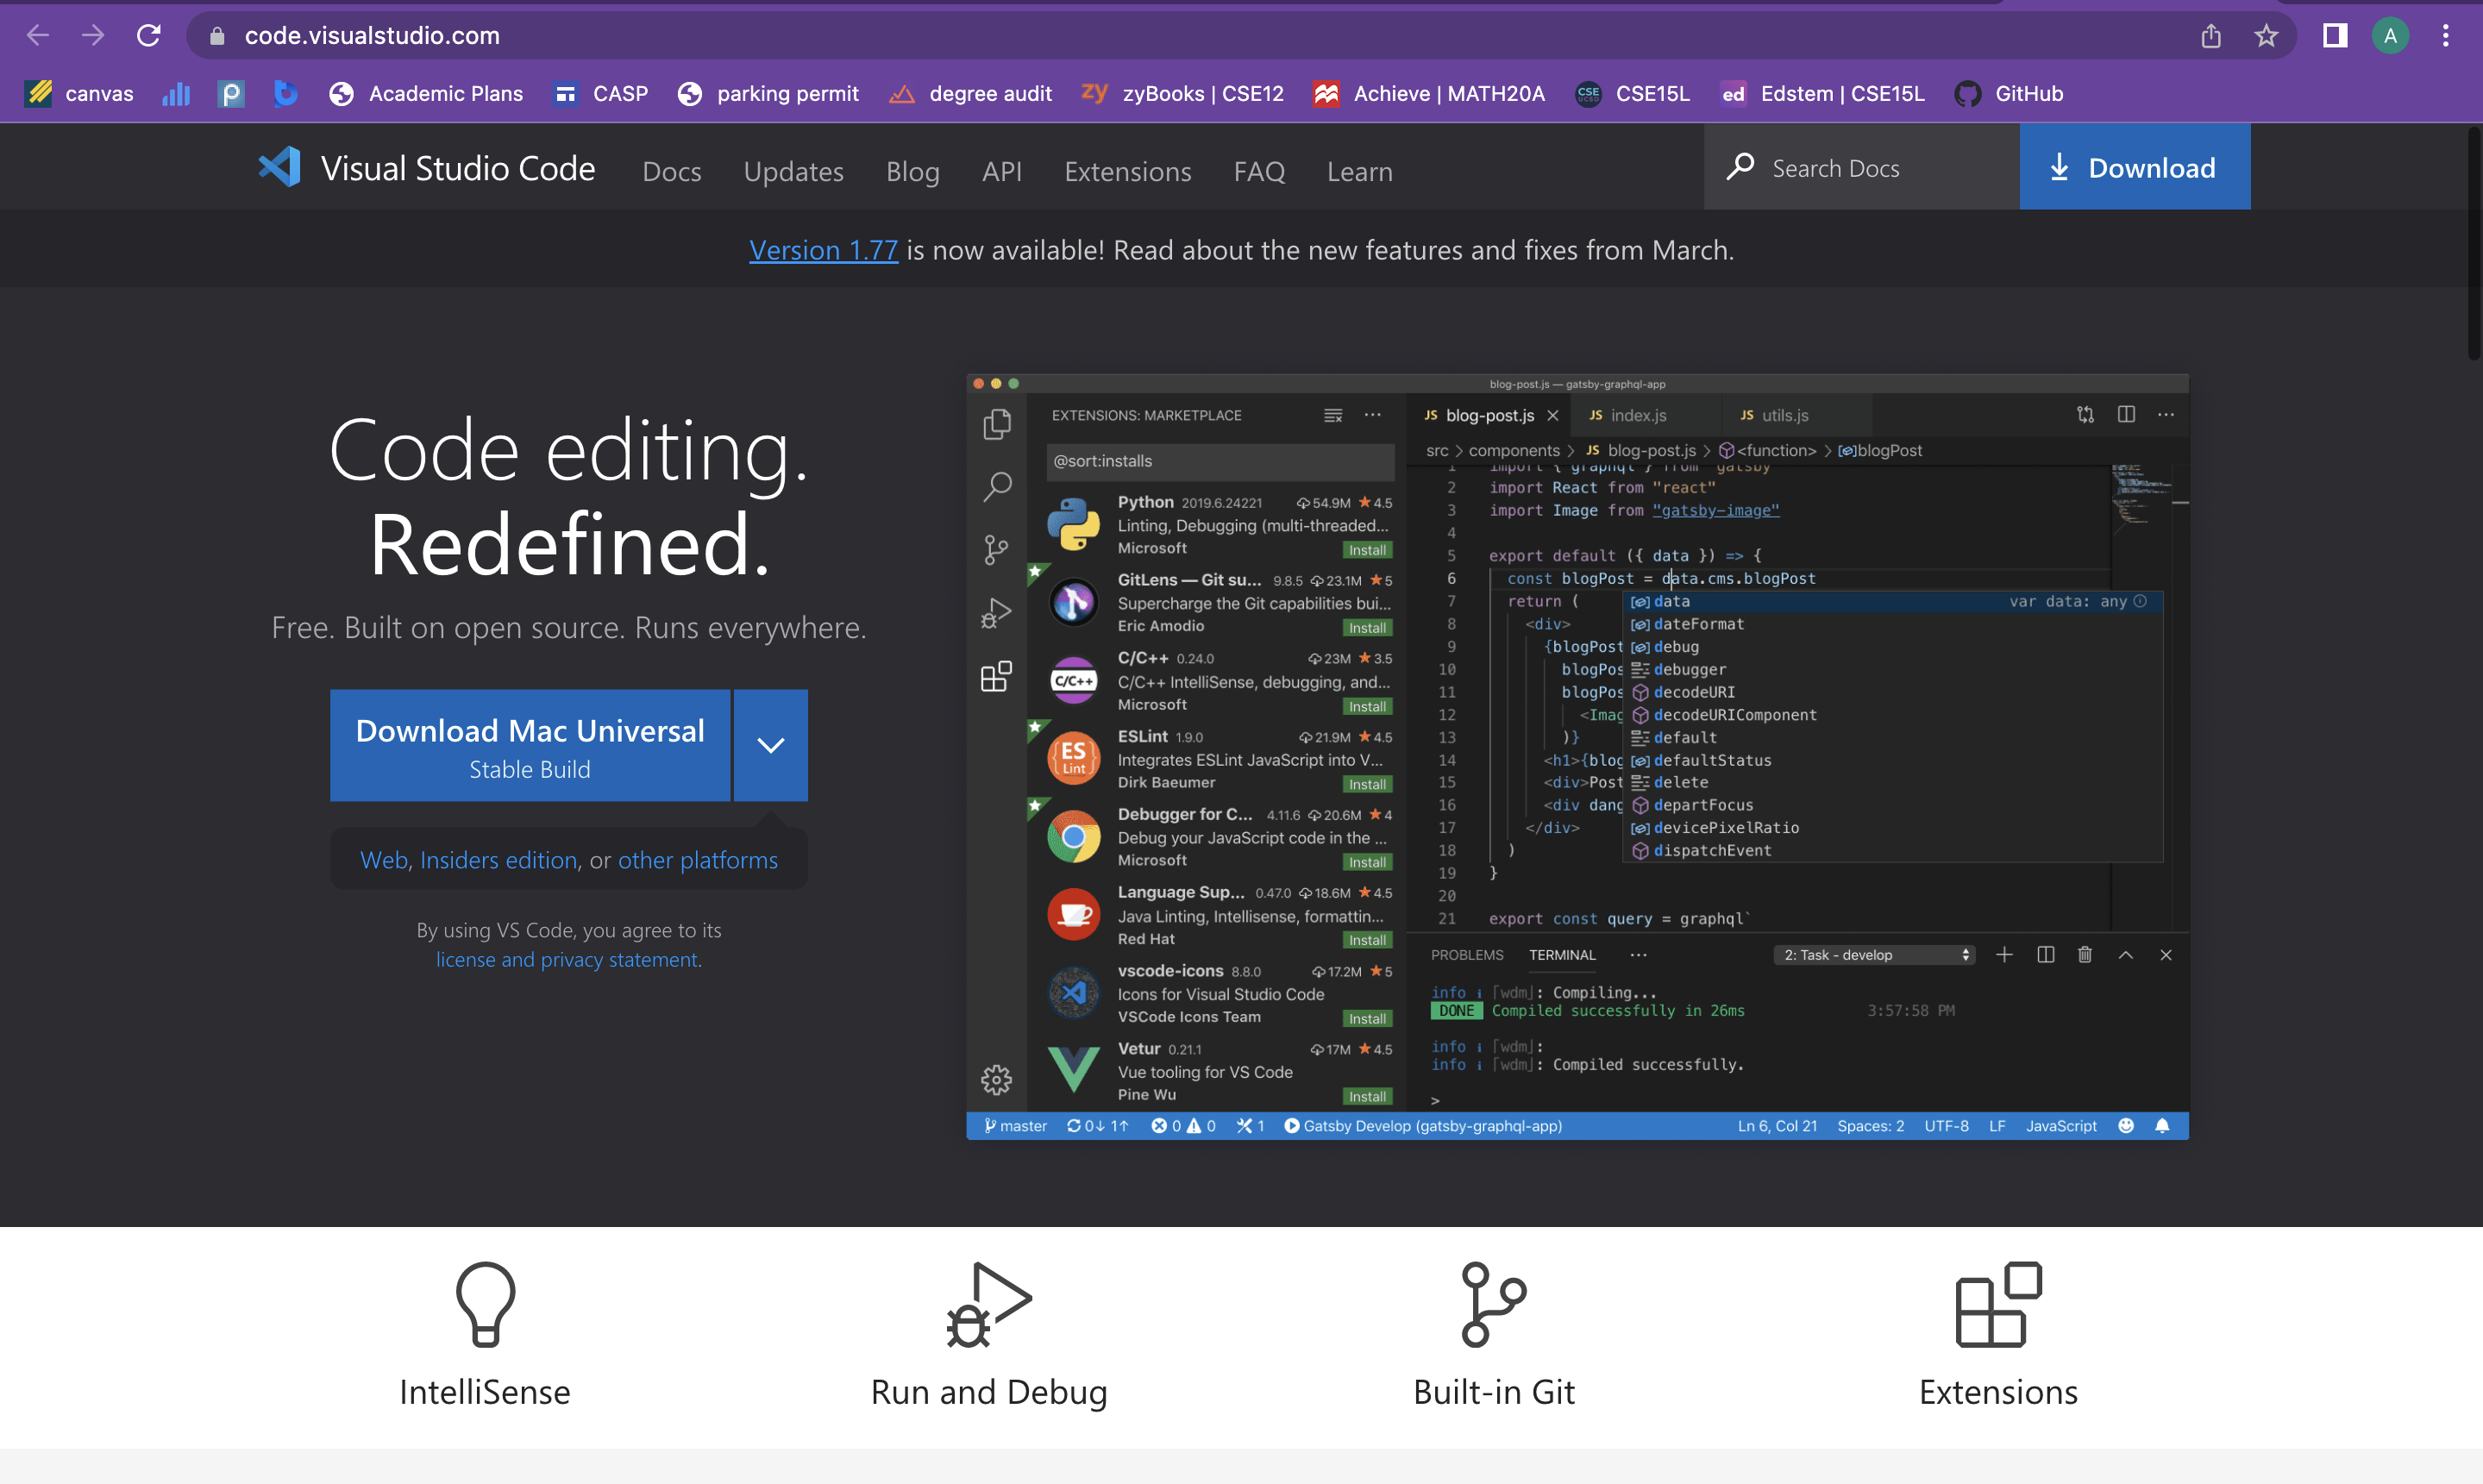 code.visualstudio.com
A
canvas
Academic Plans
CASP
parking permit
degree audit
zy zyBooks | CSE12
Achieve | MATH20A
CSE15L
ed Edstem | CSE15L
GitHub
Visual Studio Code
Docs
Updates
Blog
API
Extensions
FAQ
Learn
Search Docs
Download
Version 1.77 is now available! Read about the new features and fixes from March.
Code editing.
Redefined.
Free. Built on open source. Runs everywhere.
Download Mac Universal
Stable Build
Web, Insiders edition, or other platforms
By using VS Code, you agree to its
license and privacy statement.
blog-post.js — gatsby-graphql-app
EXTENSIONS: MARKETPLACE
@sort:installs
Python 2019.6.24221 54.9M ★4.5
Linting, Debugging (multi-threaded...
Microsoft Install
GitLens — Git su... 9.8.5 23.1M ★5
Supercharge the Git capabilities bui...
Eric Amodio Install
C/C++
C/C++ 0.24.0 23M ★3.5
C/C++ IntelliSense, debugging, and...
Microsoft Install
ES Lint
ESLint 1.9.0 21.9M ★4.5
Integrates ESLint JavaScript into V...
Dirk Baeumer Install
Debugger for C... 4.11.6 20.6M ★4
Debug your JavaScript code in the ...
Microsoft Install
Language Sup... 0.47.0 18.6M ★4.5
Java Linting, Intellisense, formattin...
Red Hat Install
vscode-icons 8.8.0 17.2M ★5
Icons for Visual Studio Code
VSCode Icons Team Install
Vetur 0.21.1 17M ★4.5
Vue tooling for VS Code
Pine Wu Install
JS blog-post.js
JS index.js
JS utils.js
src > components > JS blog-post.js > <function> > blogPost
1 import { graphql } from "gatsby"
2 import React from "react"
3 import Image from "gatsby-image"
4
5 export default ({ data }) => {
6 const blogPost = data.cms.blogPost
7 return (
8 <div>
9 {blogPost
10 blogPos
11 blogPos
12 <Imag
13 )}
14 <h1>{blog
15 <div>Post
16 <div dang
17 </div>
18 )
19 }
20
21 export const query = graphql`
data var data: any
dateFormat
debug
debugger
decodeURI
decodeURIComponent
default
defaultStatus
delete
departFocus
devicePixelRatio
dispatchEvent
PROBLEMS
TERMINAL
2: Task - develop
info i ｢wdm｣: Compiling...
DONE Compiled successfully in 26ms 3:57:58 PM
info i ｢wdm｣:
info i ｢wdm｣: Compiled successfully.
>
master 0↓ 1↑ 0 0 1 Gatsby Develop (gatsby-graphql-app)
Ln 6, Col 21 Spaces: 2 UTF-8 LF JavaScript
IntelliSense
Run and Debug
Built-in Git
Extensions